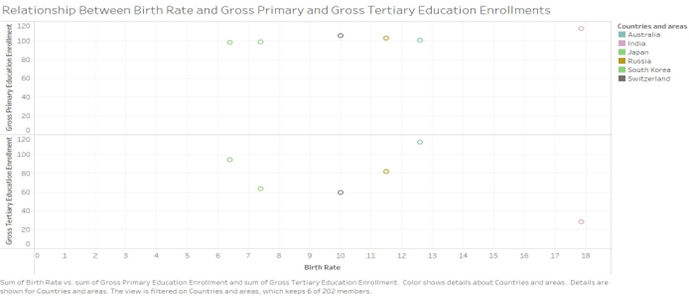 Relationship Between Birth Rate and Gross Primary and Gross Tertiary Education Enrollments
Countries and areas
Australia
India
Japan
Russia
South Korea
Switzerland
Gross Primary Education Enrollment
120
100
80
60
40
20
0
Gross Tertiary Education Enrollment
120
100
80
60
40
20
0
0 1 2 3 4 5 6 7 8 9 10 11 12 13 14 15 16 17 18
Birth Rate
Sum of Birth Rate vs. sum of Gross Primary Education Enrollment and sum of Gross Tertiary Education Enrollment. Color shows details about Countries and areas. Details are
shown for Countries and areas. The view is filtered on Countries and areas, which keeps 6 of 202 members.